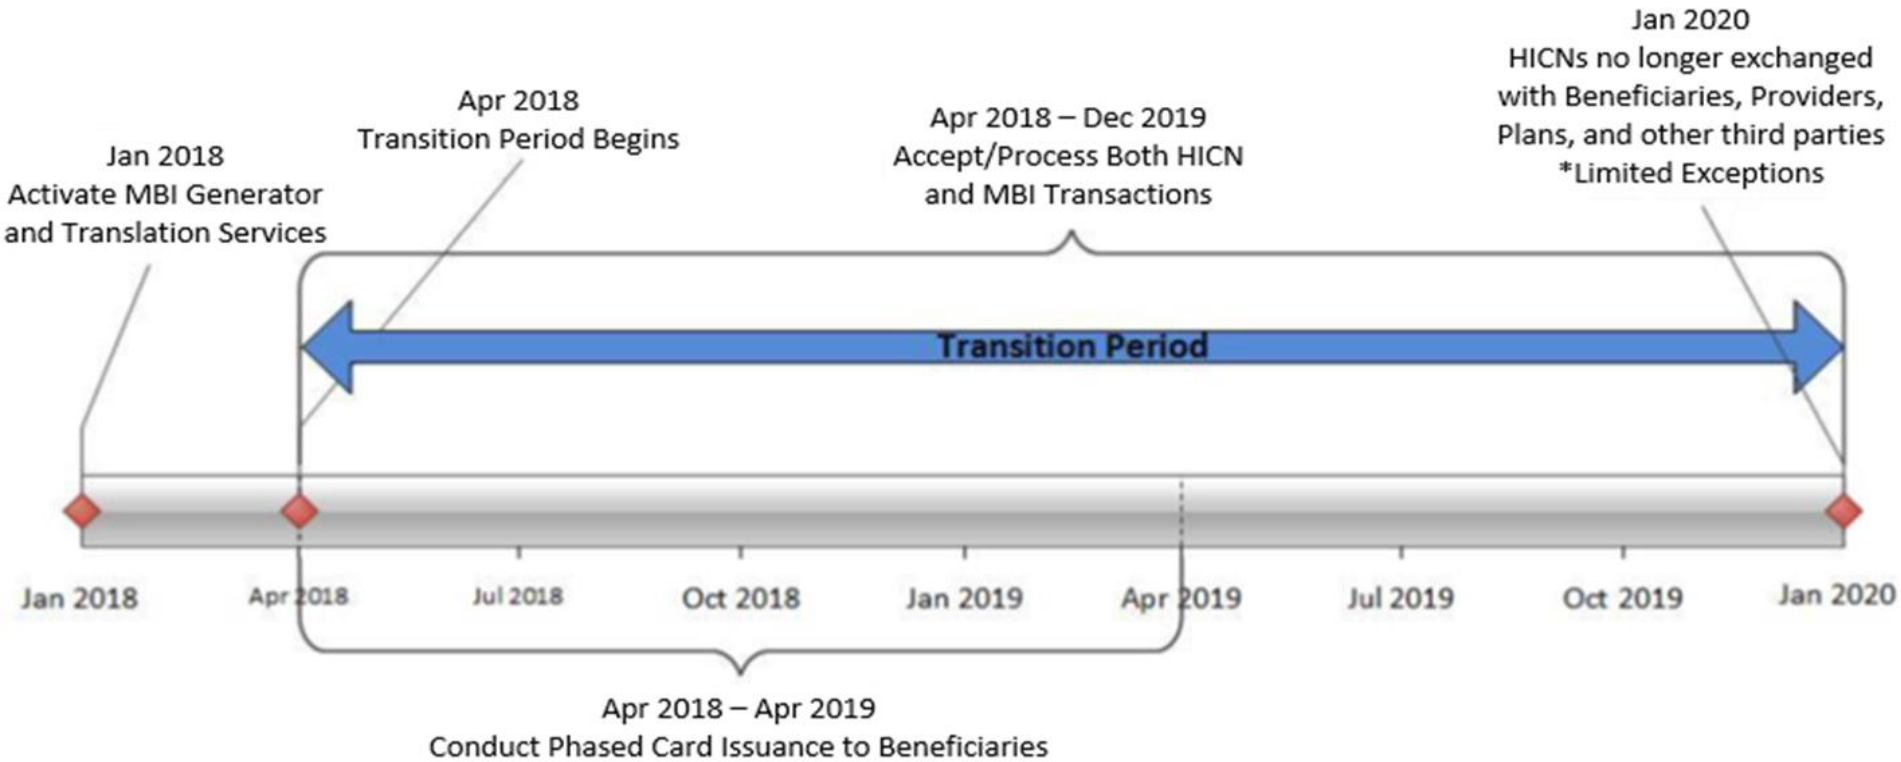 Jan 2018
Activate MBI Generator
and Translation Services
Apr 2018
Transition Period Begins
Apr 2018 – Dec 2019
Accept/Process Both HICN
and MBI Transactions
Jan 2020
HICNs no longer exchanged
with Beneficiaries, Providers,
Plans, and other third parties
*Limited Exceptions
Transition Period
Jan 2018
Apr 2018
Jul 2018
Oct 2018
Jan 2019
Apr 2019
Jul 2019
Oct 2019
Jan 2020
Apr 2018 – Apr 2019
Conduct Phased Card Issuance to Beneficiaries